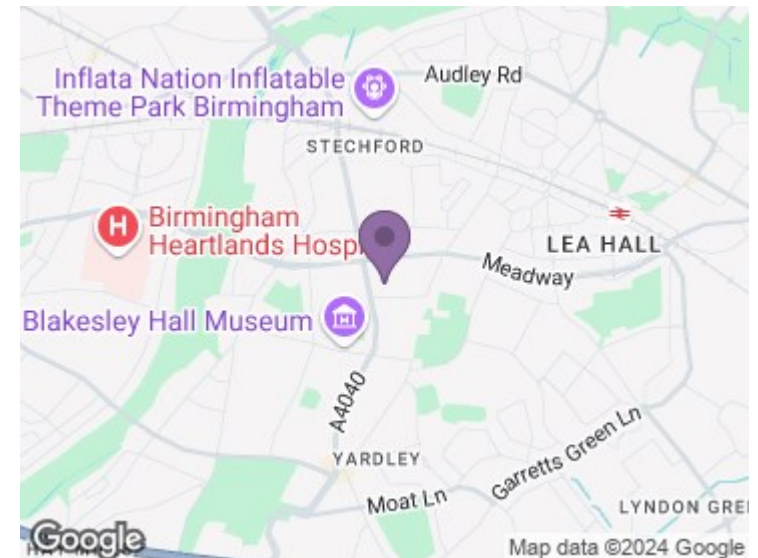 Inflata Nation Inflatable
Theme Park Birmingham
Audley Rd
STECHFORD
H
Birmingham
Heartlands Hosp
LEA HALL
Meadway
Blakesley Hall Museum
A4040
YARDLEY
Garretts Green Ln
Moat Ln
LYNDON GRE
Google
Map data ©2024 Google